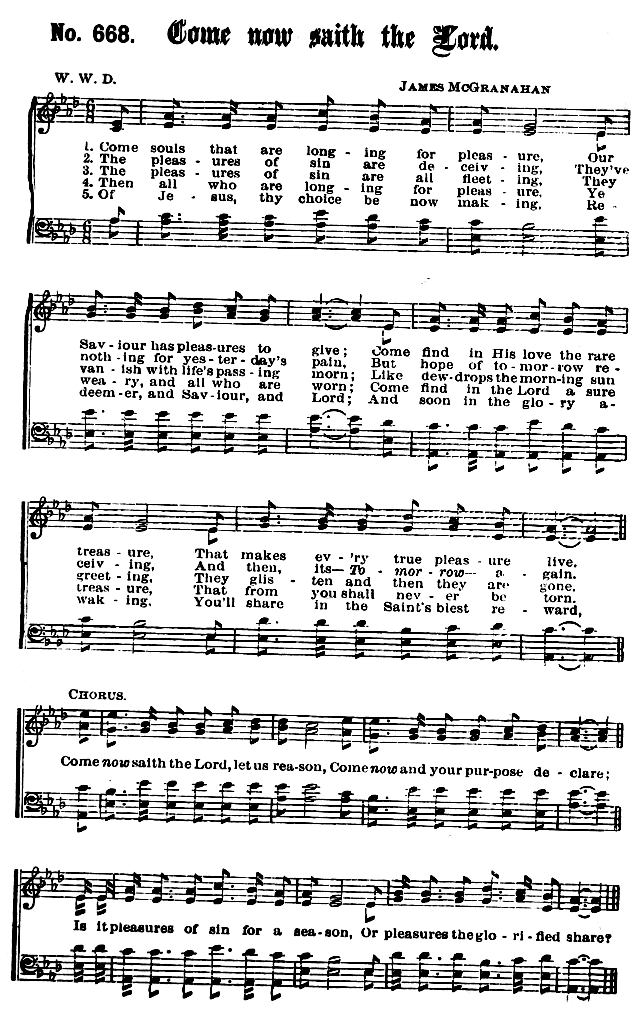 No. 668. Come now saith the Lord.
W. W. D.
JAMES MCGRANAHAN
1. Come souls that are long - ing for pleas - ure, Our
2. The pleas - ures of sin are de - ceiv - ing, They've
3. The pleas - ures of sin are all fleet - ing, They
4. Then all who are long - ing for pleas - ure. Ye
5. Of Je - sus, thy choice be now mak - ing, Re -
Sav - iour has pleas - ures to give; Come find in His love the rare
noth - ing for yes - ter - day's pain, But hope of to - mor - row re -
van - ish with life's pass - ing morn; Like dew - drops the morn - ing sun
wea - ry, and all who are worn; Come find in the Lord a sure
deem - er, and Sav - iour, and Lord; And soon in the glo - ry a -
treas - ure, That makes ev - 'ry true pleas - ure live.
ceiv - ing, And then, its— To - mor - row — a - gain.
greet - ing, They glis - ten and then they are gone.
treas - ure, That from you shall nev - er be torn.
wak - ing, You'll share in the Saint's blest re - ward,
CHORUS.
Come now saith the Lord, let us rea - son, Come now and your pur - pose de - clare;
Is it pleasures of sin for a sea - son, Or pleasures the glo - ri - fied share?